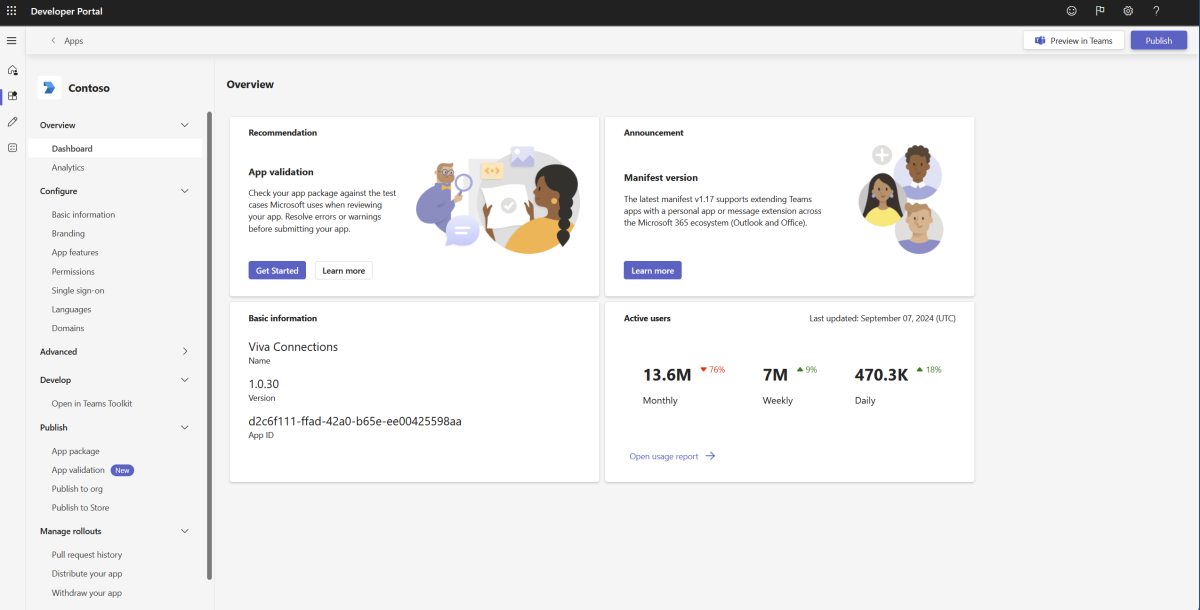 Developer Portal
?
Apps
Preview in Teams
Publish
Contoso
Overview
Dashboard
Analytics
Configure
Basic information
Branding
App features
Permissions
Single sign-on
Languages
Domains
Advanced
Develop
Open in Teams Toolkit
Publish
App package
App validation New
Publish to org
Publish to Store
Manage rollouts
Pull request history
Distribute your app
Withdraw your app
Overview
Recommendation
App validation
Check your app package against the test
cases Microsoft uses when reviewing
your app. Resolve errors or warnings
before submitting your app.
Get Started
Learn more
Announcement
Manifest version
The latest manifest v1.17 supports extending Teams
apps with a personal app or message extension across
the Microsoft 365 ecosystem (Outlook and Office).
Learn more
Basic information
Viva Connections
Name
1.0.30
Version
d2c6f111-ffad-42a0-b65e-ee00425598aa
App ID
Active users
Last updated: September 07, 2024 (UTC)
13.6M 76%
Monthly
7M 9%
Weekly
470.3K 18%
Daily
Open usage report